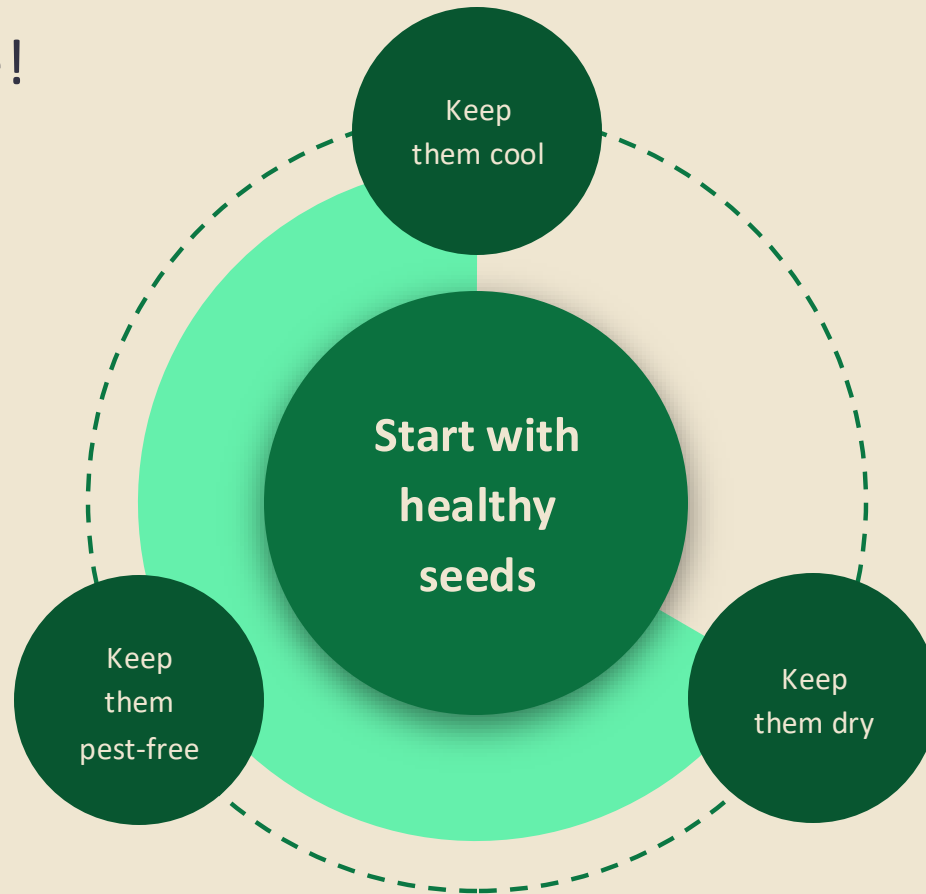 !
Keep
them cool
Start with
healthy
seeds
Keep
them
pest-free
Keep
them dry